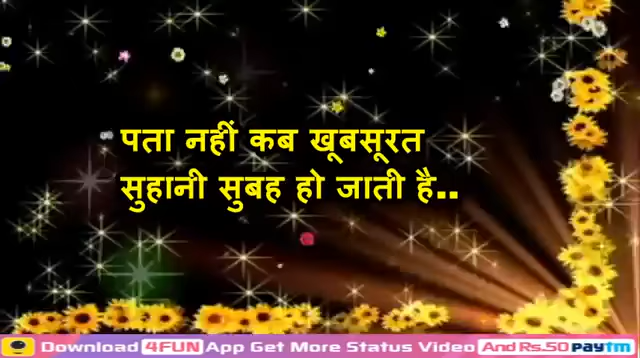 पता नहीं कब खूबसूरत
सुहानी सुबह हो जाती है..
Download 4FUN App Get More Status Video And Rs.50 Paytm